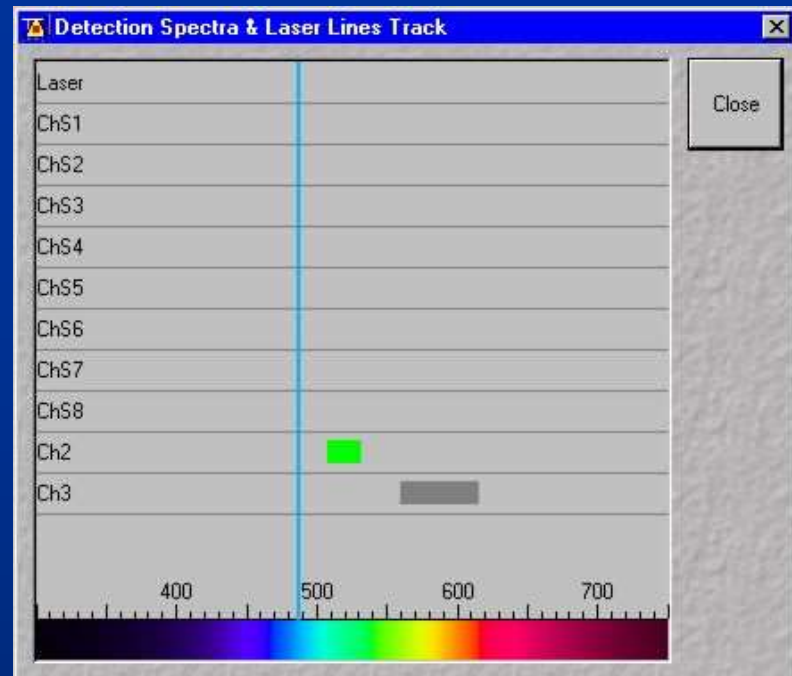 Detection Spectra & Laser Lines Track
Close
Laser
ChS1
ChS2
ChS3
ChS4
ChS5
ChS6
ChS7
ChS8
Ch2
Ch3
400 500 600 700